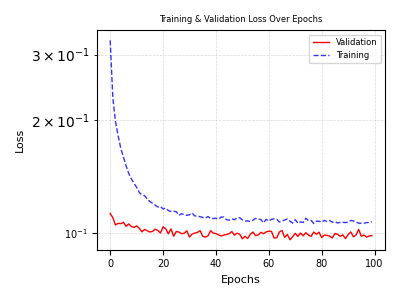 Training & Validation Loss Over Epochs
Validation
Training
3 × 10⁻¹
2 × 10⁻¹
10⁻¹
Loss
0 20 40 60 80 100
Epochs